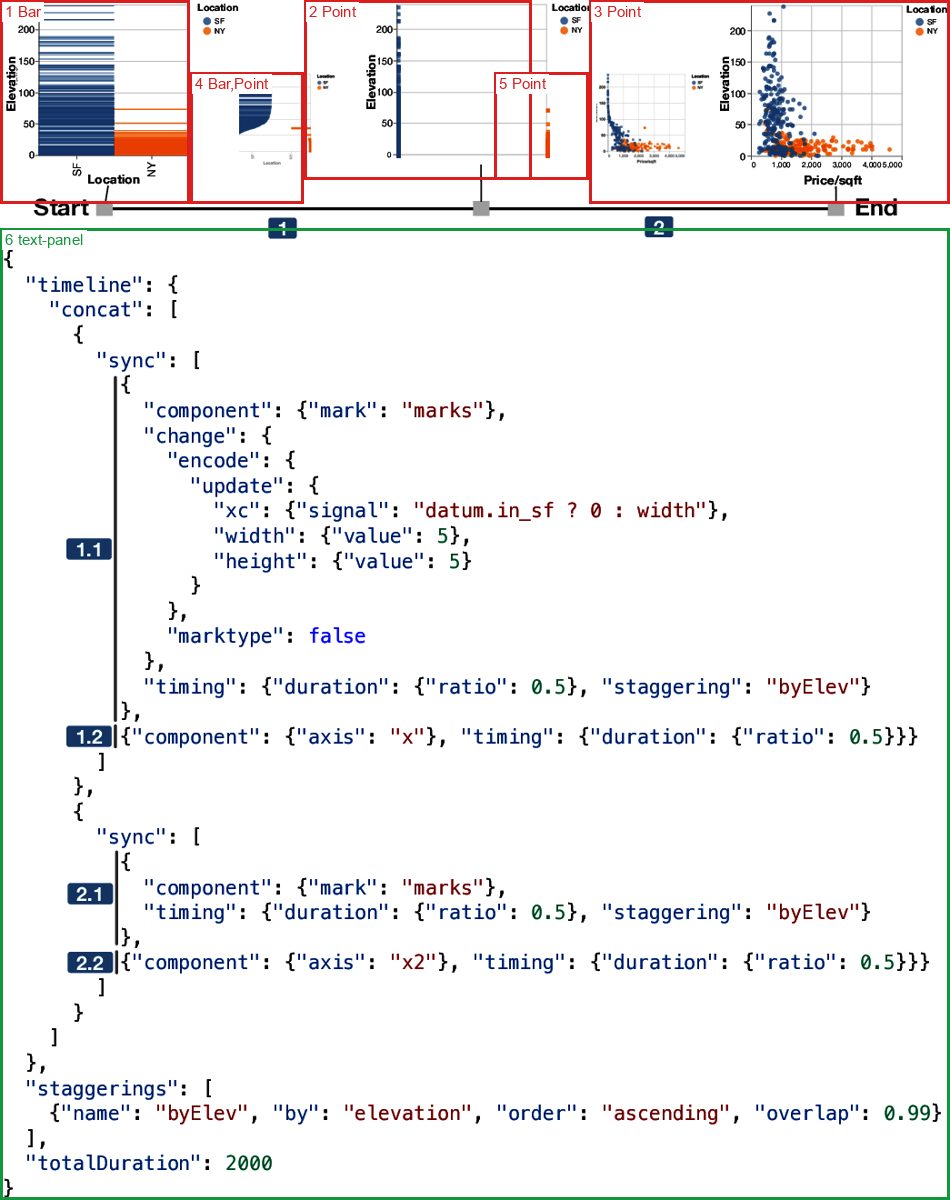 1 Bar
Location
SF
NY
200
150
100
50
0
Elevation
SF
NY
Location
4 Bar,Point
Location
2 Point
200
150
100
50
0
Elevation
Location
SF
NY
5 Point
3 Point
Location
SF
NY
200
150
100
50
0
Elevation
0 1,000 2,000 3,000 4,000 5,000
Price/sqft
Start
End
1
2
6 text-panel
{
"timeline": {
"concat": [
{
"sync": [
{
"component": {"mark": "marks"},
"change": {
"encode": {
"update": {
"xc": {"signal": "datum.in_sf ? 0 : width"},
"width": {"value": 5},
"height": {"value": 5}
}
},
"marktype": false
},
"timing": {"duration": {"ratio": 0.5}, "staggering": "byElev"}
},
1.1
1.2 {"component": {"axis": "x"}, "timing": {"duration": {"ratio": 0.5}}}
]
},
{
"sync": [
{
"component": {"mark": "marks"},
2.1
"timing": {"duration": {"ratio": 0.5}, "staggering": "byElev"}
},
2.2 {"component": {"axis": "x2"}, "timing": {"duration": {"ratio": 0.5}}}
]
}
]
},
"staggerings": [
{"name": "byElev", "by": "elevation", "order": "ascending", "overlap": 0.99}
],
"totalDuration": 2000
}